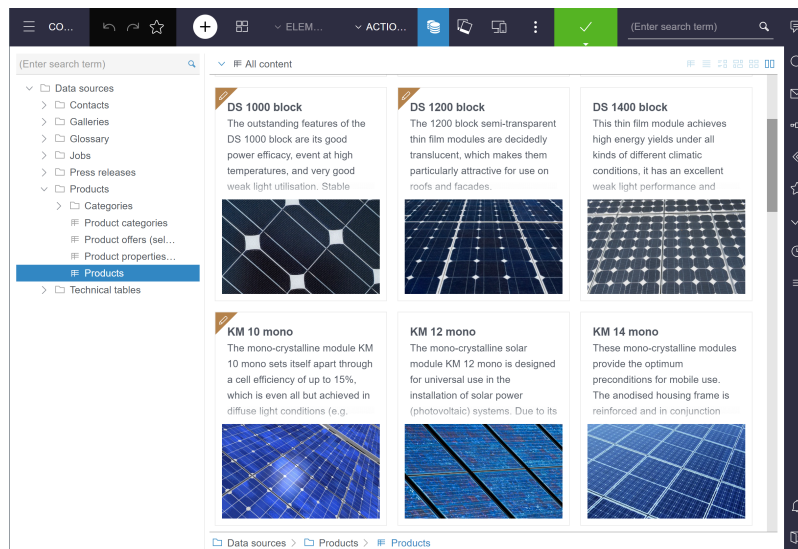 CO...
ELEM...
ACTIO...
(Enter search term)
(Enter search term)
All content
Data sources
Contacts
Galleries
Glossary
Jobs
Press releases
Products
Categories
Product categories
Product offers (sel...
Product properties...
Products
Technical tables
DS 1000 block
The outstanding features of the
DS 1000 block are its good
power efficacy, event at high
temperatures, and very good
weak light utilisation. Stable
DS 1200 block
The 1200 block semi-transparent
thin film modules are decidedly
translucent, which makes them
particularly attractive for use on
roofs and facades.
DS 1400 block
This thin film module achieves
high energy yields under all
kinds of different climatic
conditions, it has an excellent
weak light performance and
KM 10 mono
The mono-crystalline module KM
10 mono sets itself apart through
a cell efficiency of up to 15%,
which is even all but achieved in
diffuse light conditions (e.g.
KM 12 mono
The mono-crystalline solar
module KM 12 mono is designed
for universal use in the
installation of solar power
(photovoltaic) systems. Due to its
KM 14 mono
These mono-crystalline modules
provide the optimum
preconditions for mobile use.
The anodised housing frame is
reinforced and in conjunction
Data sources > Products > Products